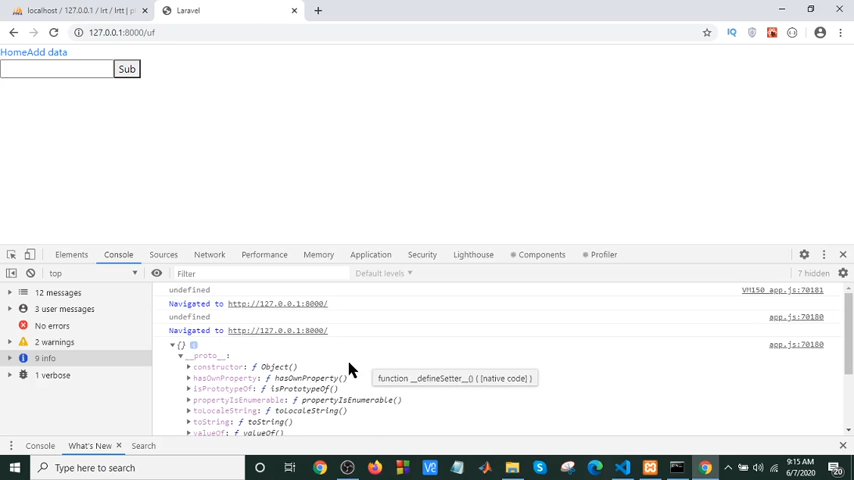 localhost / 127.0.0.1 / lrt / lrtt | p
Laravel
127.0.0.1:8000/uf
IQ
HomeAdd data
Sub
Elements Console Sources Network Performance Memory Application Security Lighthouse Components Profiler
top Filter Default levels 7 hidden
12 messages
3 user messages
No errors
2 warnings
9 info
1 verbose
undefined VM150 app.js:70181
Navigated to http://127.0.0.1:8000/
undefined app.js:70180
Navigated to http://127.0.0.1:8000/
{} i app.js:70180
__proto__:
constructor: ƒ Object()
hasOwnProperty: ƒ hasOwnProperty()
isPrototypeOf: ƒ isPrototypeOf()
propertyIsEnumerable: ƒ propertyIsEnumerable()
toLocaleString: ƒ toLocaleString()
toString: ƒ toString()
valueOf: ƒ valueOf()
function __defineSetter__() { [native code] }
Console What's New Search
Type here to search
9:15 AM
6/7/2020
20